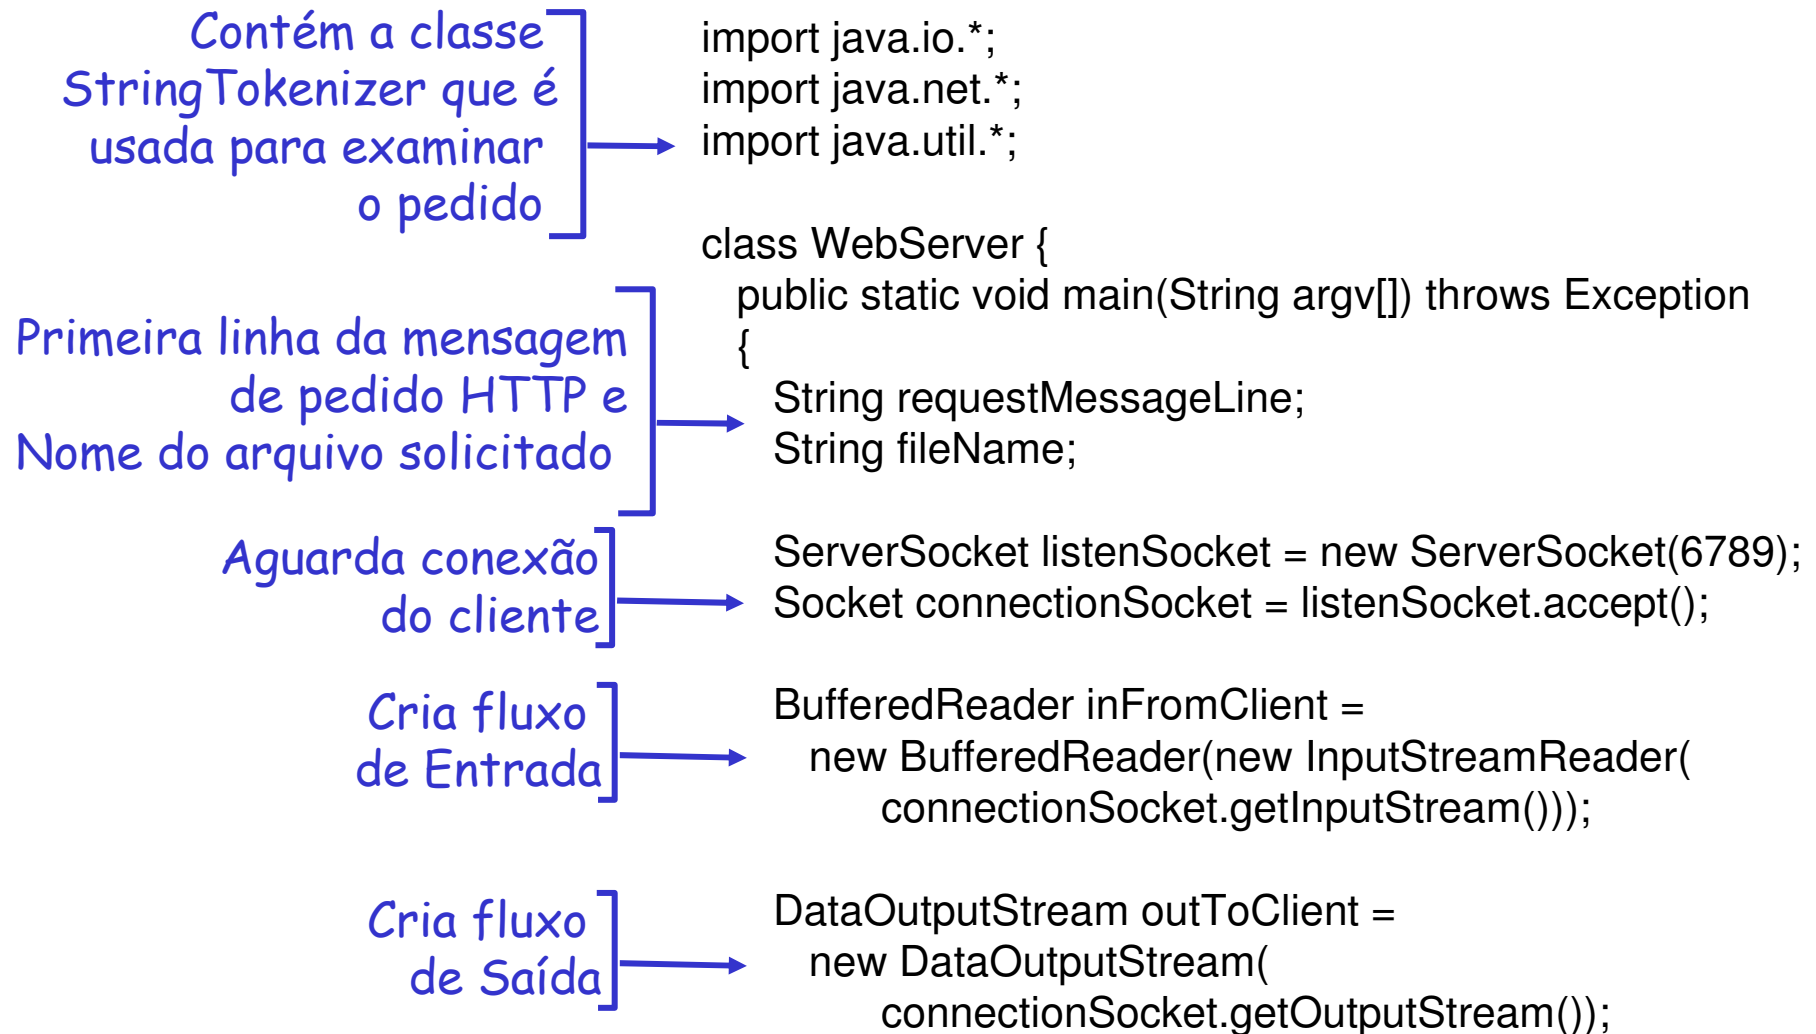 Contém a classe
StringTokenizer que é
usada para examinar
o pedido
import java.io.*;
import java.net.*;
import java.util.*;
class WebServer {
public static void main(String argv[]) throws Exception
{
Primeira linha da mensagem
de pedido HTTP e
Nome do arquivo solicitado
String requestMessageLine;
String fileName;
Aguarda conexão
do cliente
ServerSocket listenSocket = new ServerSocket(6789);
Socket connectionSocket = listenSocket.accept();
Cria fluxo
de Entrada
BufferedReader inFromClient =
new BufferedReader(new InputStreamReader(
connectionSocket.getInputStream()));
Cria fluxo
de Saída
DataOutputStream outToClient =
new DataOutputStream(
connectionSocket.getOutputStream());